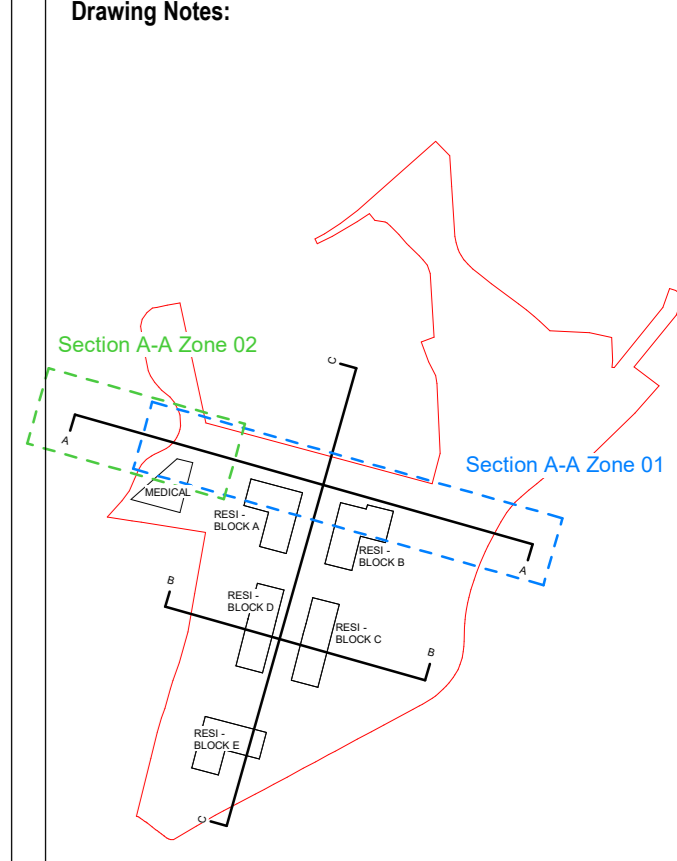 Drawing Notes:
C
Section A-A Zone 02
A
Section A-A Zone 01
MEDICAL
RESI -
BLOCK A
RESI -
BLOCK B
A
B
RESI -
BLOCK D
RESI -
BLOCK C
B
RESI -
BLOCK E
C